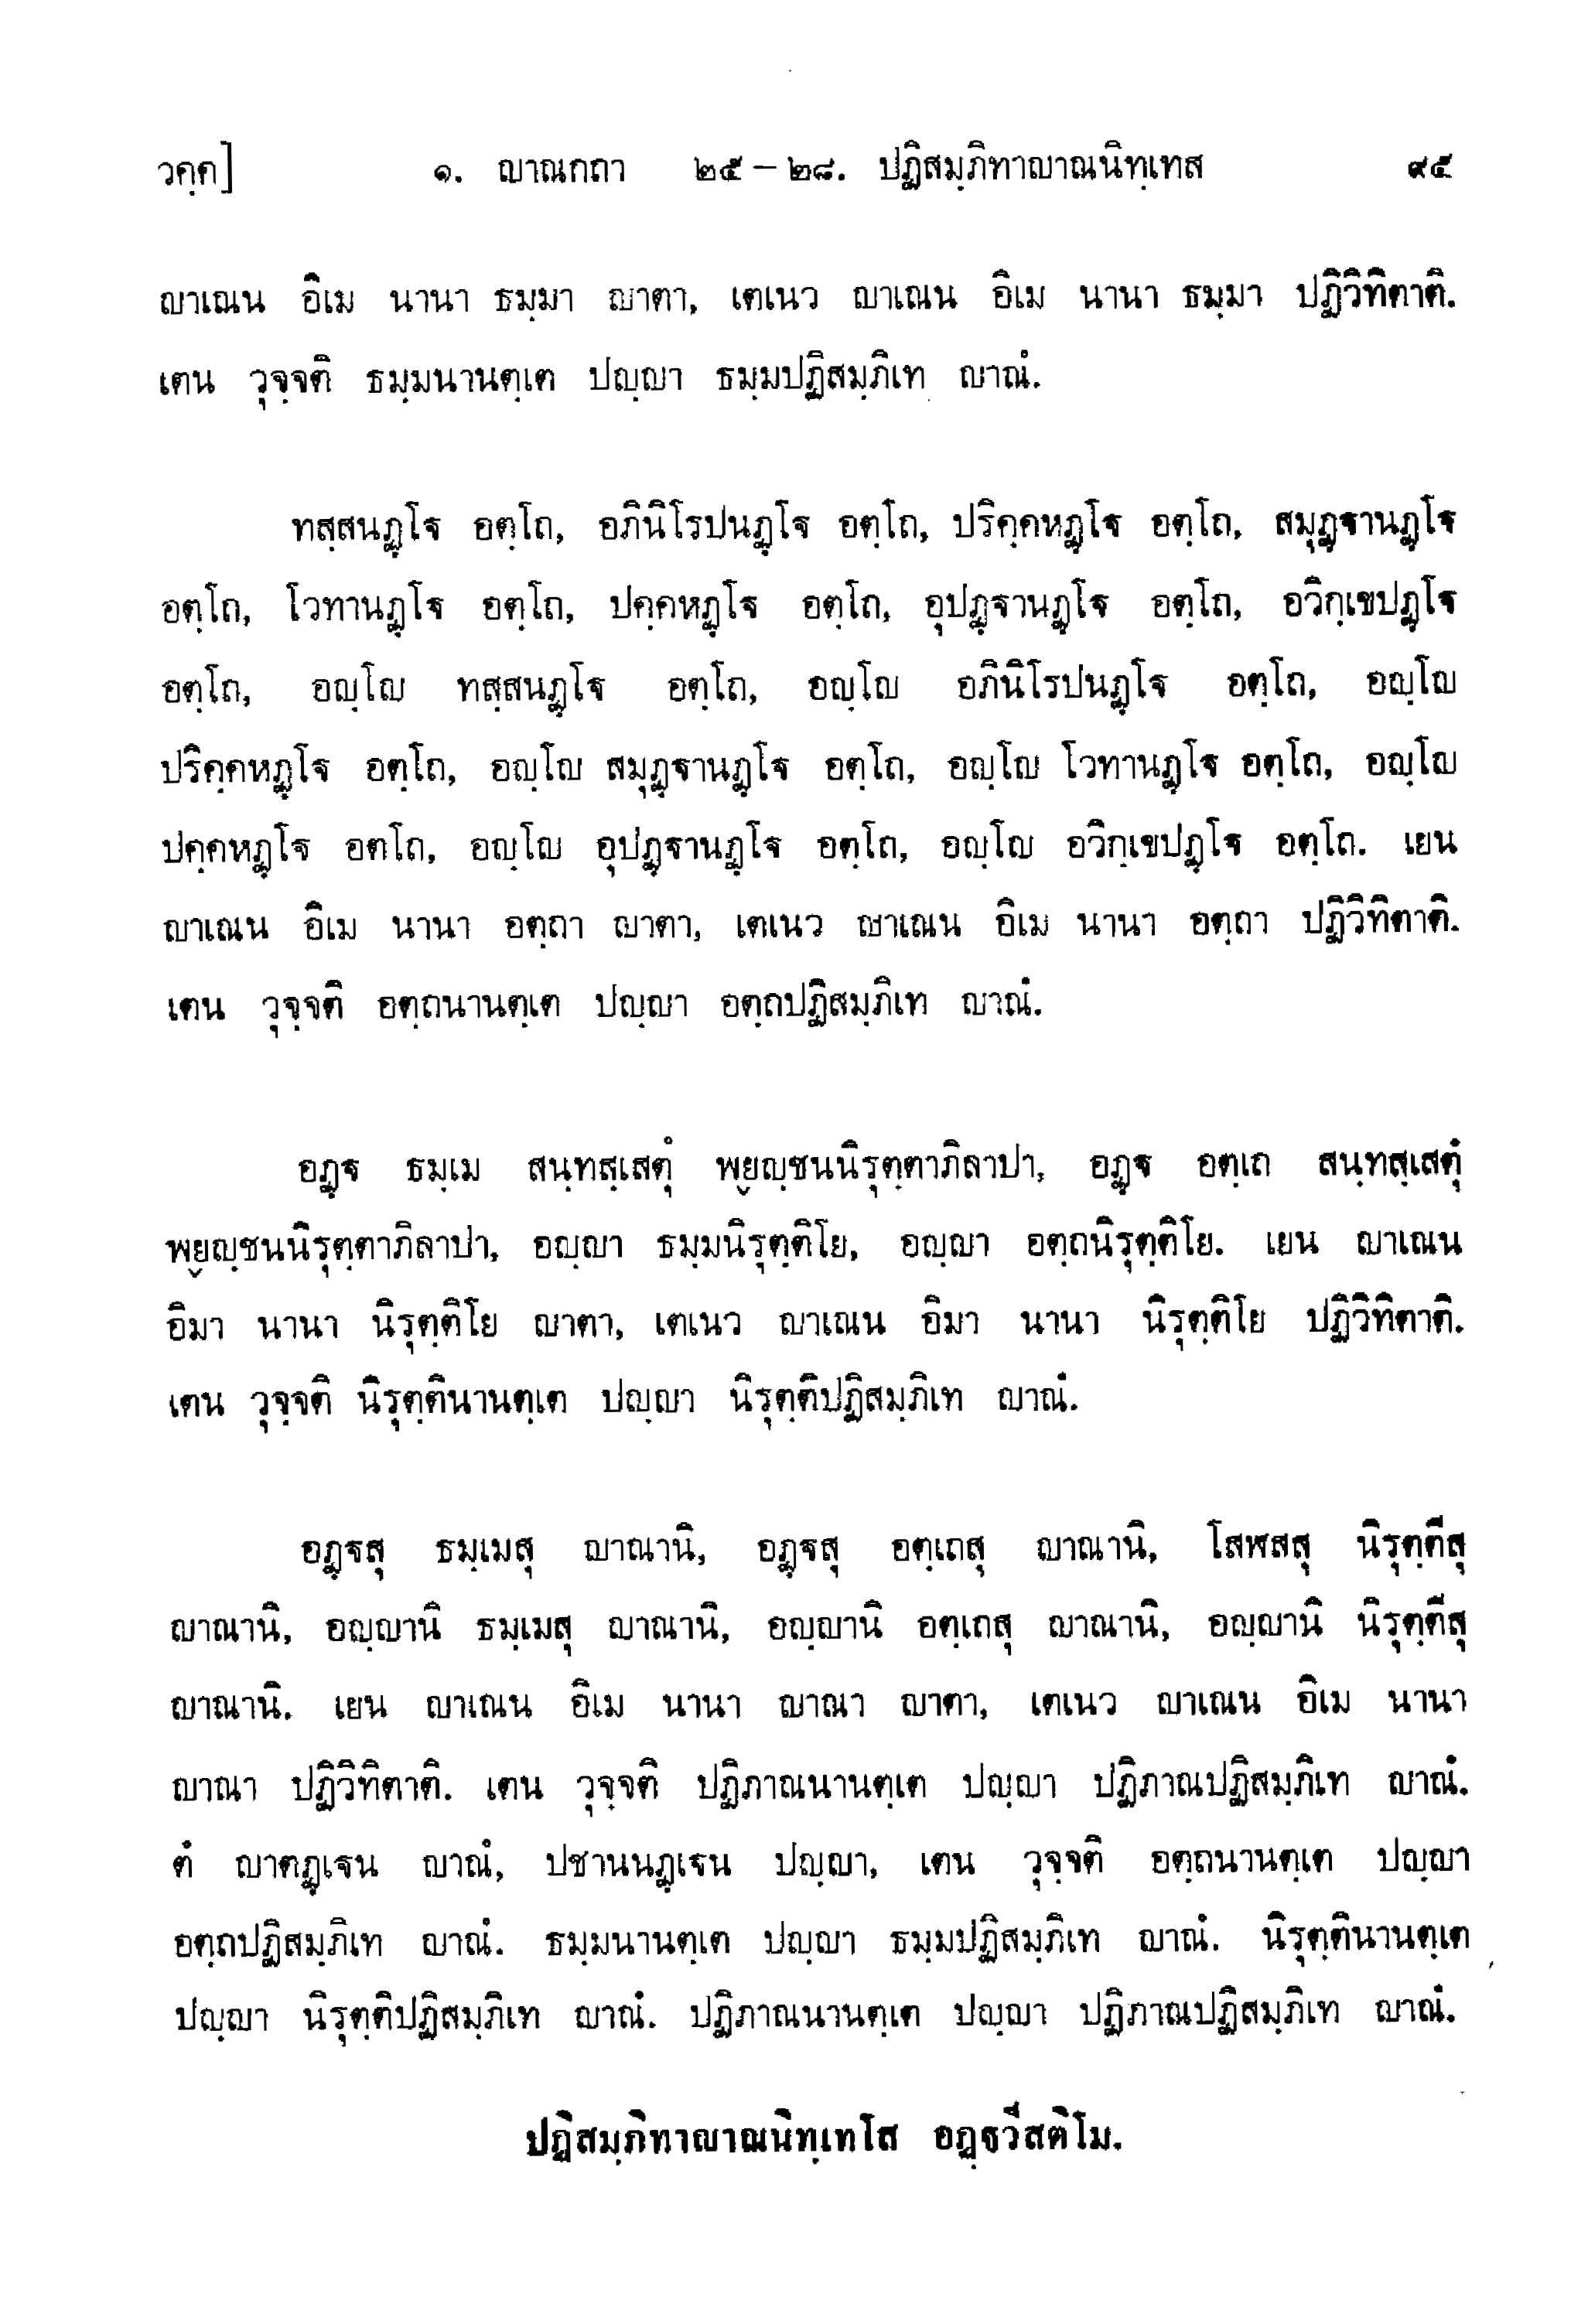 วคฺค] ๑. ญาณกถา ๒๕ – ๒๘. ปฏิสมฺภิทาญาณนิทฺเทส ๙๕
ญาเณน อิเม นานา ธมฺมา ญาตา, เตเนว ญาเณน อิเม นานา ธมฺมา ปฏิวิทิตาติ.
เตน วุจฺจติ ธมฺมนานตฺเต ปญฺญา ธมฺมปฏิสมฺภิเท ญาณํ.
ทสฺสนฏฺโฐ อตฺโถ, อภินิโรปนฏฺโฐ อตฺโถ, ปริคฺคหฏฺโฐ อตฺโถ, สมุฏฺฐานฏฺโฐ
อตฺโถ, โวทานฏฺโฐ อตฺโถ, ปคฺคหฏฺโฐ อตฺโถ, อุปฏฺฐานฏฺโฐ อตฺโถ, อวิกฺเขปฏฺโฐ
อตฺโถ, อญฺโญ ทสฺสนฏฺโฐ อตฺโถ, อญฺโญ อภินิโรปนฏฺโฐ อตฺโถ, อญฺโญ
ปริคฺคหฏฺโฐ อตฺโถ, อญฺโญ สมุฏฺฐานฏฺโฐ อตฺโถ, อญฺโญ โวทานฏฺโฐ อตฺโถ, อญฺโญ
ปคฺคหฏฺโฐ อตโถ, อญฺโญ อุปฏฺฐานฏฺโฐ อตฺโถ, อญฺโญ อวิกฺเขปฏฺโฐ อตฺโถ. เยน
ญาเณน อิเม นานา อตฺถา ญาตา, เตเนว ญาเณน อิเม นานา อตฺถา ปฏิวิทิตาติ.
เตน วุจฺจติ อตฺถนานตฺเต ปญฺญา อตฺถปฏิสมฺภิเท ญาณํ.
อฏฺฐ ธมฺเม สนฺทสฺเสตุํ พฺยญฺชนนิรุตฺตาภิลาปา, อฏฺฐ อตฺเถ สนฺทสฺเสตุํ
พฺยญฺชนนิรุตฺตาภิลาปา, อญฺญา ธมฺมนิรุตฺติโย, อญฺญา อตฺถนิรุตฺติโย. เยน ญาเณน
อิมา นานา นิรุตฺติโย ญาตา, เตเนว ญาเณน อิมา นานา นิรุตฺติโย ปฏิวิทิตาติ.
เตน วุจฺจติ นิรุตฺตินานตฺเต ปญฺญา นิรุตฺติปฏิสมฺภิเท ญาณํ.
อฏฺฐสุ ธมฺเมสุ ญาณานิ, อฏฺฐสุ อตฺเถสุ ญาณานิ, โสฬสสุ นิรุตฺตีสุ
ญาณานิ, อญฺญานิ ธมฺเมสุ ญาณานิ, อญฺญานิ อตฺเถสุ ญาณานิ, อญฺญานิ นิรุตฺตีสุ
ญาณานิ. เยน ญาเณน อิเม นานา ญาณา ญาตา, เตเนว ญาเณน อิเม นานา
ญาณา ปฏิวิทิตาติ. เตน วุจฺจติ ปฏิภาณนานตฺเต ปญฺญา ปฏิภาณปฏิสมฺภิเท ญาณํ.
ตํ ญาตฏฺเฐน ญาณํ, ปชานนฏฺเฐน ปญฺญา, เตน วุจฺจติ อตฺถนานตฺเต ปญฺญา
อตฺถปฏิสมฺภิเท ญาณํ. ธมฺมนานตฺเต ปญฺญา ธมฺมปฏิสมฺภิเท ญาณํ. นิรุตฺตินานตฺเต
ปญฺญา นิรุตฺติปฏิสมฺภิเท ญาณํ. ปฏิภาณนานตฺเต ปญฺญา ปฏิภาณปฏิสมฺภิเท ญาณํ.
ปฏิสมฺภิทาญาณนิทฺเทโส อฏฺฐวีสติโม.